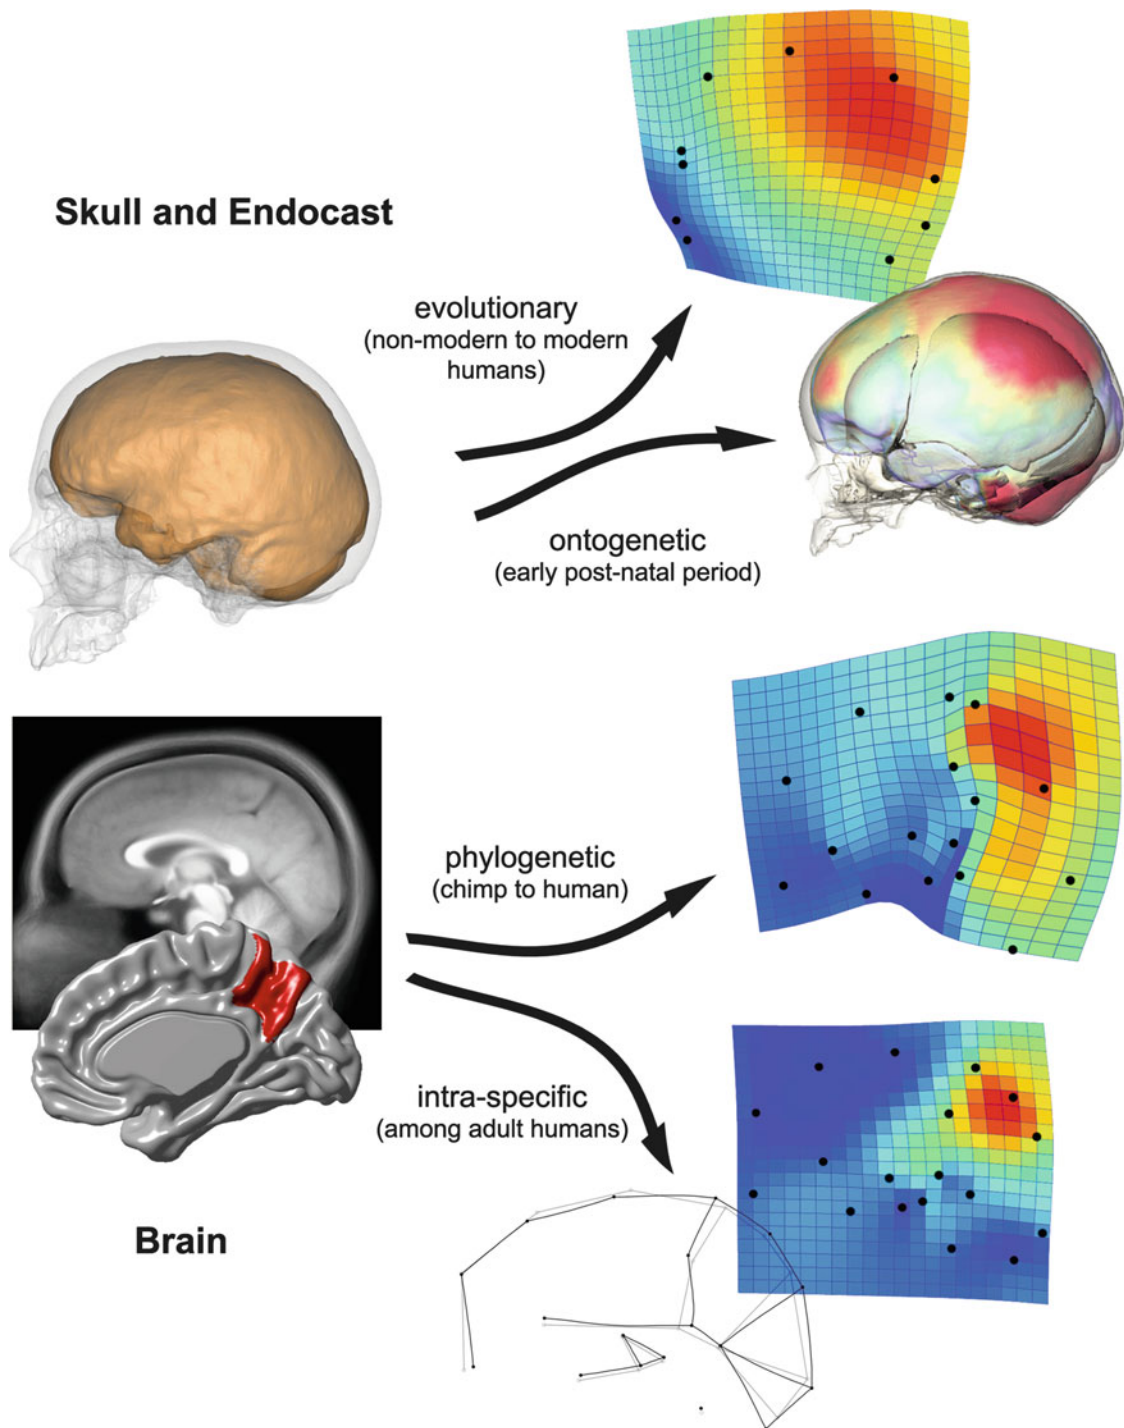 Skull and Endocast
evolutionary
(non-modern to modern
humans)
ontogenetic
(early post-natal period)
phylogenetic
(chimp to human)
intra-specific
(among adult humans)
Brain